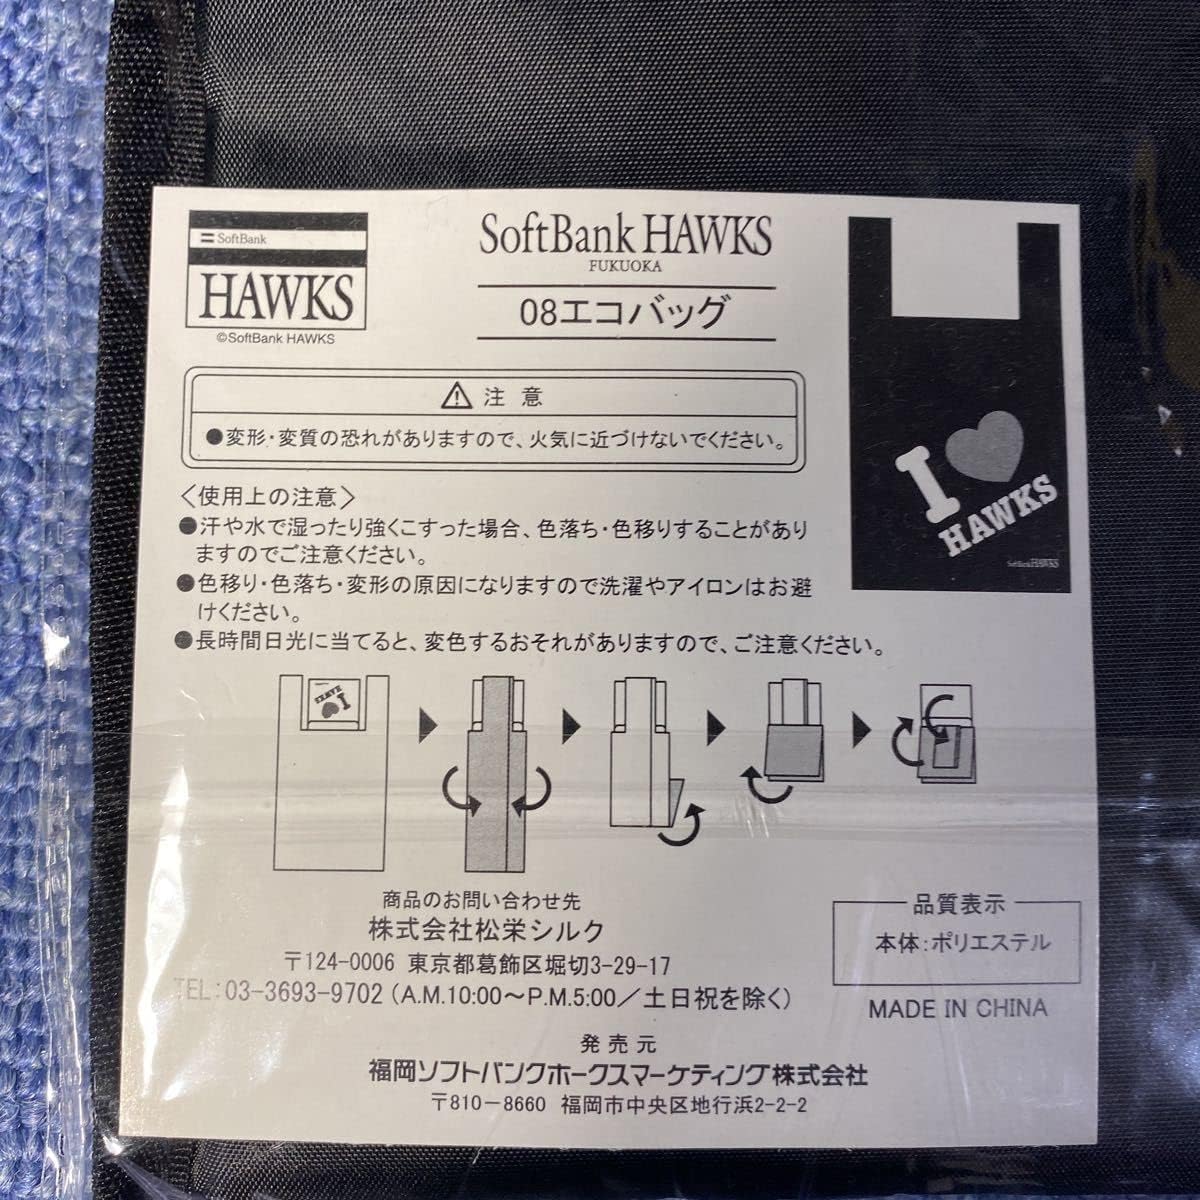 SoftBank
HAWKS
©SoftBank HAWKS
SoftBank HAWKS
FUKUOKA
08エコバッグ
⚠ 注 意
●変形・変質の恐れがありますので、火気に近づけないでください。
〈使用上の注意〉
●汗や水で湿ったり強くこすった場合、色落ち・色移りすることがあり
ますのでご注意ください。
●色移り・色落ち・変形の原因になりますので洗濯やアイロンはお避
けください。
●長時間日光に当てると、変色するおそれがありますので、ご注意ください。
I
HAWKS
SoftBank HAWKS
I
HAWKS
商品のお問い合わせ先
株式会社松栄シルク
〒124-0006 東京都葛飾区堀切3-29-17
TEL:03-3693-9702(A.M.10:00～P.M.5:00／土日祝を除く)
品質表示
本体:ポリエステル
MADE IN CHINA
発売元
福岡ソフトバンクホークスマーケティング株式会社
〒810－8660 福岡市中央区地行浜2-2-2